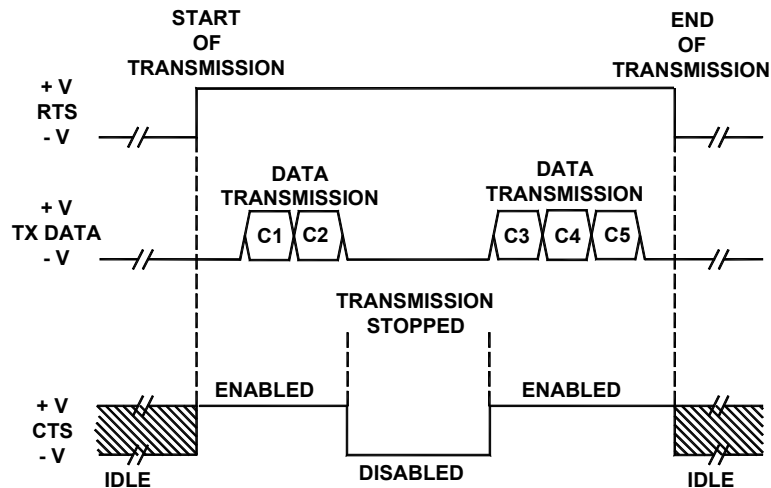 START
OF
TRANSMISSION
END
OF
TRANSMISSION
+ V
RTS
- V
DATA
TRANSMISSION
DATA
TRANSMISSION
+ V
TX DATA
- V
C1
C2
C3
C4
C5
TRANSMISSION
STOPPED
ENABLED
ENABLED
+ V
CTS
- V
IDLE
DISABLED
IDLE